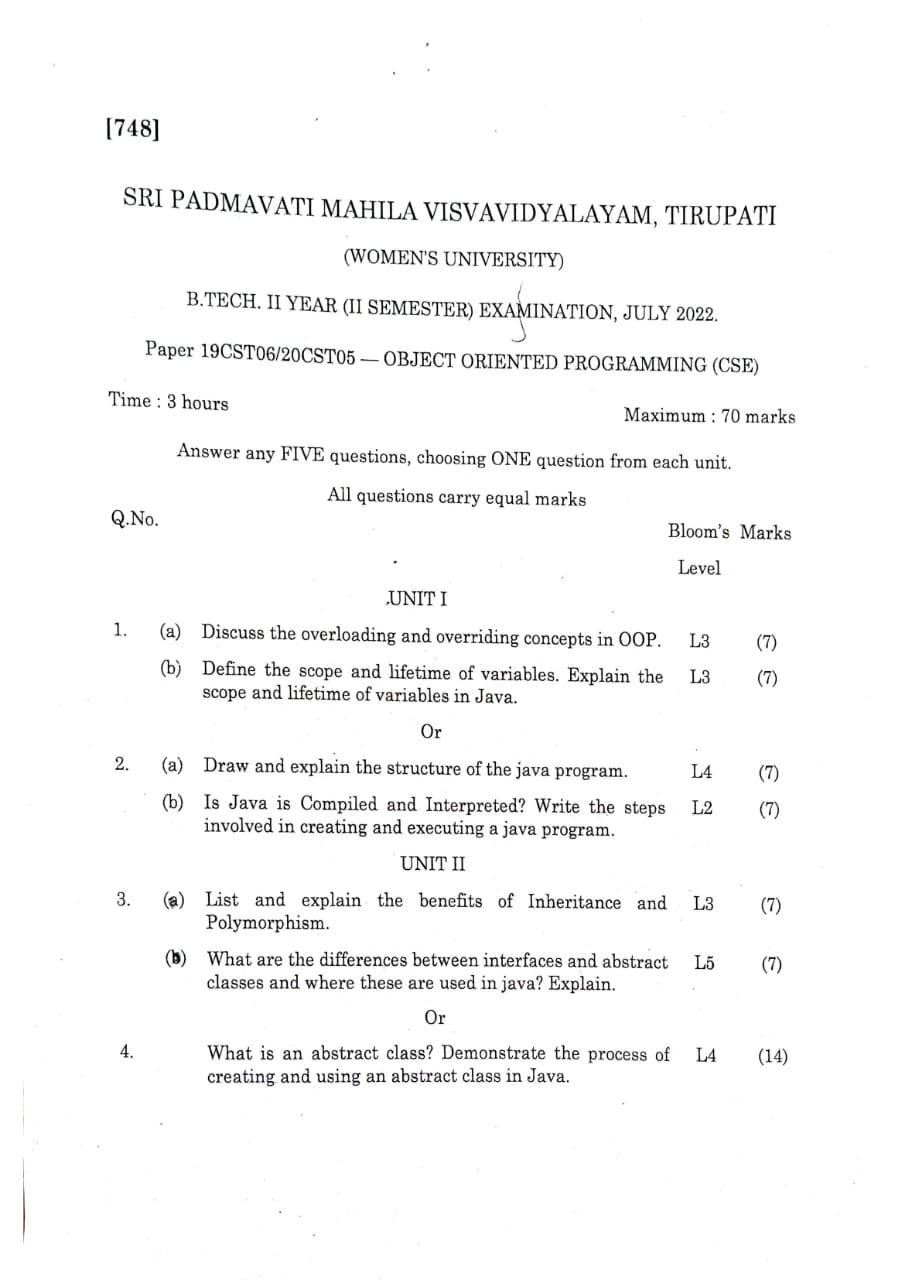 [748]
SRI PADMAVATI MAHILA VISVAVIDYALAYAM, TIRUPATI
(WOMEN'S UNIVERSITY)
B.TECH. II YEAR (II SEMESTER) EXAMINATION, JULY 2022.
Paper 19CST06/20CST05 — OBJECT ORIENTED PROGRAMMING (CSE)
Time : 3 hours
Maximum : 70 marks
Answer any FIVE questions, choosing ONE question from each unit.
All questions carry equal marks
Q.No.
Bloom's Marks
Level
UNIT I
1. (a) Discuss the overloading and overriding concepts in OOP. L3 (7)
(b) Define the scope and lifetime of variables. Explain the L3 (7)
scope and lifetime of variables in Java.
Or
2. (a) Draw and explain the structure of the java program. L4 (7)
(b) Is Java is Compiled and Interpreted? Write the steps L2 (7)
involved in creating and executing a java program.
UNIT II
3. (a) List and explain the benefits of Inheritance and L3 (7)
Polymorphism.
(b) What are the differences between interfaces and abstract L5 (7)
classes and where these are used in java? Explain.
Or
4. What is an abstract class? Demonstrate the process of L4 (14)
creating and using an abstract class in Java.